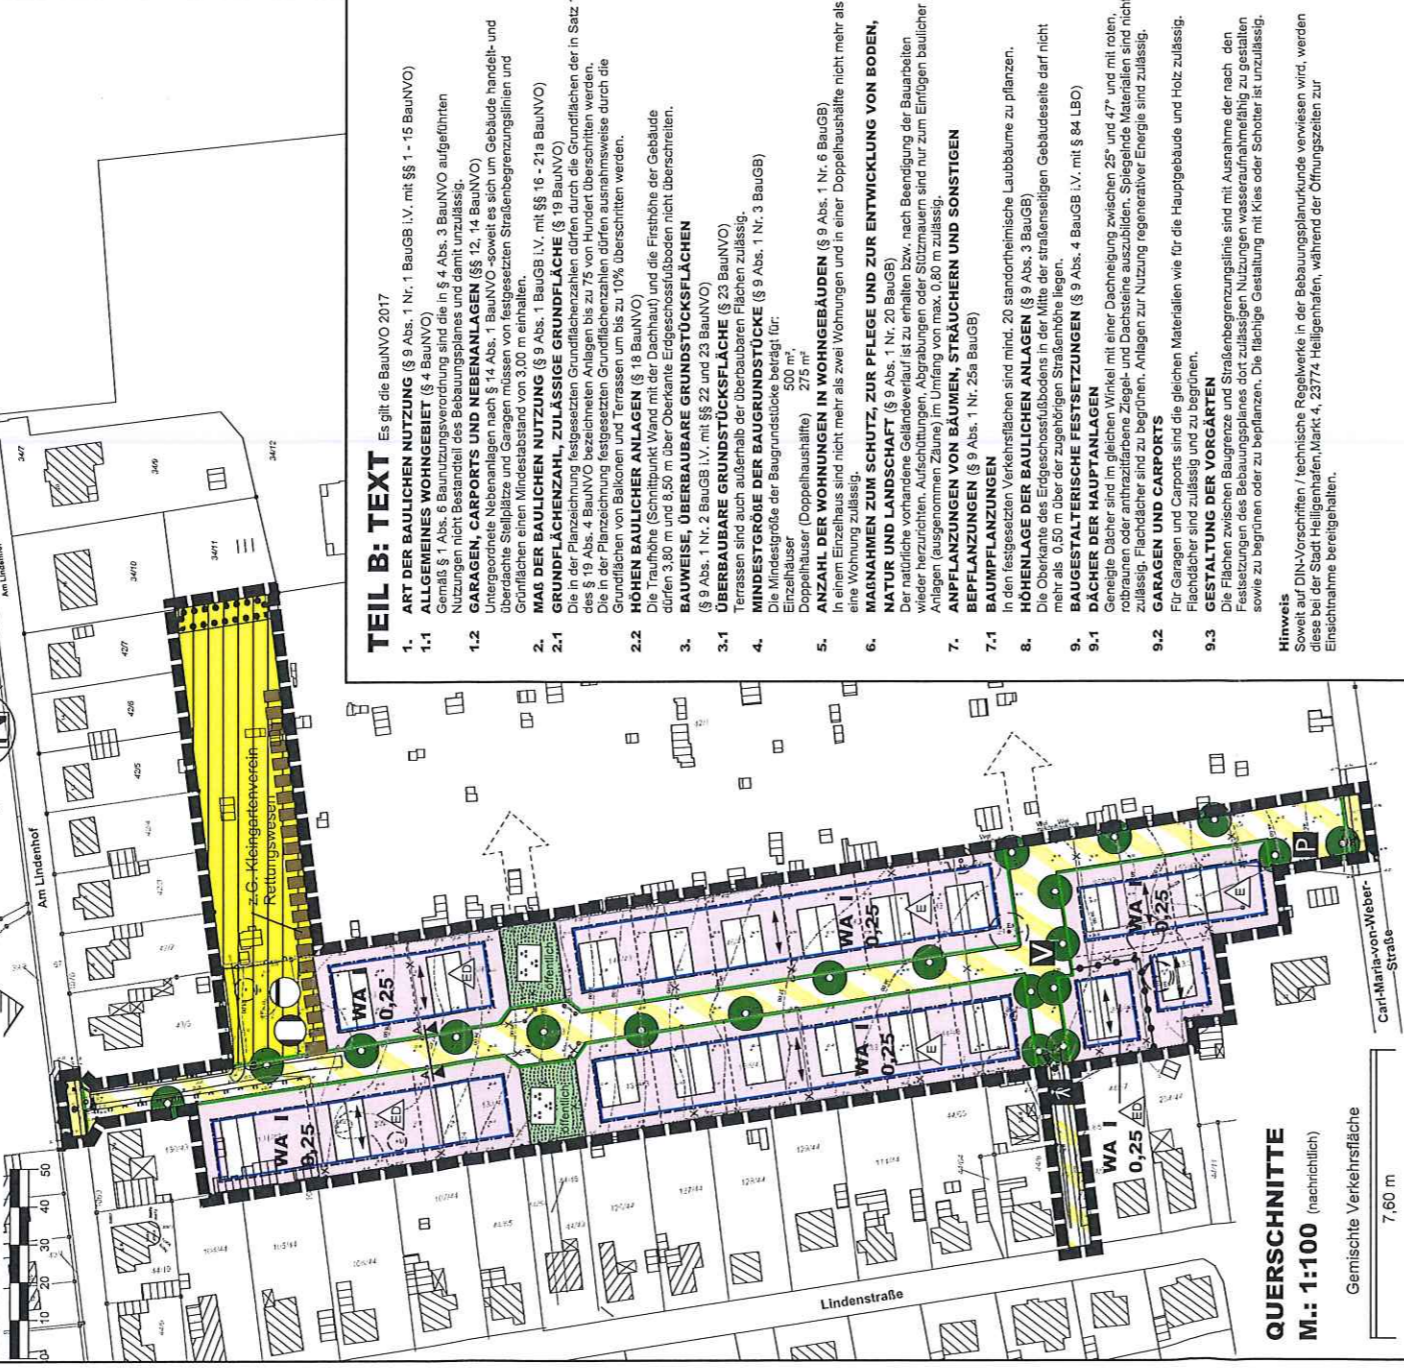 TEIL B: TEXT Es gilt die BauNVO 2017
1. ART DER BAULICHEN NUTZUNG (§ 9 Abs. 1 Nr. 1 BauGB i.V. mit §§ 1 - 15 BauNVO)
1.1 ALLGEMEINES WOHNGEBIET (§ 4 BauNVO)
Gemäß § 1 Abs. 6 Baunutzungsverordnung sind die in § 4 Abs. 3 BauNVO aufgeführten
Nutzungen nicht Bestandteil des Bebauungsplanes und damit unzulässig.
1.2 GARAGEN, CARPORTS UND NEBENANLAGEN (§§ 12, 14 BauNVO)
Untergeordnete Nebenanlagen nach § 14 Abs. 1 BauNVO -soweit es sich um Gebäude handelt- und
überdachte Stellplätze und Garagen müssen von festgesetzten Straßenbegrenzungslinien und
Grünflächen einen Mindestabstand von 3,00 m einhalten.
2. MAß DER BAULICHEN NUTZUNG (§ 9 Abs. 1 BauGB i.V. mit §§ 16 - 21a BauNVO)
2.1 GRUNDFLÄCHENZAHL, ZULÄSSIGE GRUNDFLÄCHE (§ 19 BauNVO)
Die in der Planzeichnung festgesetzten Grundflächenzahlen dürfen durch die Grundflächen der in Satz
des § 19 Abs. 4 BauNVO bezeichneten Anlagen bis zu 75 von Hundert überschritten werden.
Die in der Planzeichnung festgesetzten Grundflächenzahlen dürfen ausnahmsweise durch die
Grundflächen von Balkonen und Terrassen um bis zu 10% überschritten werden.
2.2 HÖHEN BAULICHER ANLAGEN (§ 18 BauNVO)
Die Traufhöhe (Schnittpunkt Wand mit der Dachhaut) und die Firsthöhe der Gebäude
dürfen 3,80 m und 8,50 m über Oberkante Erdgeschossfußboden nicht überschreiten.
3. BAUWEISE, ÜBERBAUBARE GRUNDSTÜCKSFLÄCHEN
(§ 9 Abs. 1 Nr. 2 BauGB i.V. mit §§ 22 und 23 BauNVO)
3.1 ÜBERBAUBARE GRUNDSTÜCKSFLÄCHE (§ 23 BauNVO)
Terrassen sind auch außerhalb der überbaubaren Flächen zulässig.
4. MINDESTGRÖßE DER BAUGRUNDSTÜCKE (§ 9 Abs. 1 Nr. 3 BauGB)
Die Mindestgröße der Baugrundstücke beträgt für:
Einzelhäuser 500 m²,
Doppelhäuser (Doppelhaushälfte) 275 m²
5. ANZAHL DER WOHNUNGEN IN WOHNGEBÄUDEN (§ 9 Abs. 1 Nr. 6 BauGB)
In einem Einzelhaus sind nicht mehr als zwei Wohnungen und in einer Doppelhaushälfte nicht mehr als
eine Wohnung zulässig.
6. MAßNAHMEN ZUM SCHUTZ, ZUR PFLEGE UND ZUR ENTWICKLUNG VON BODEN,
NATUR UND LANDSCHAFT (§ 9 Abs. 1 Nr. 20 BauGB)
Der natürliche vorhandene Geländeverlauf ist zu erhalten bzw. nach Beendigung der Bauarbeiten
wieder herzurichten. Aufschüttungen, Abgrabungen oder Stützmauern sind nur zum Einfügen baulicher
Anlagen (ausgenommen Zäune) im Umfang von max. 0,80 m zulässig.
7. ANPFLANZUNGEN VON BÄUMEN, STRÄUCHERN UND SONSTIGEN
BEPFLANZUNGEN (§ 9 Abs. 1 Nr. 25a BauGB)
7.1 BAUMPFLANZUNGEN
In den festgesetzten Verkehrsflächen sind mind. 20 standortheimische Laubbäume zu pflanzen.
8. HÖHENLAGE DER BAULICHEN ANLAGEN (§ 9 Abs. 3 BauGB)
Die Oberkante des Erdgeschossfußbodens in der Mitte der straßenseitigen Gebäudeseite darf nicht
mehr als 0,50 m über der zugehörigen Straßenhöhe liegen.
9. BAUGESTALTERISCHE FESTSETZUNGEN (§ 9 Abs. 4 BauGB i.V. mit § 84 LBO)
9.1 DÄCHER DER HAUPTANLAGEN
Geneigte Dächer sind im gleichen Winkel mit einer Dachneigung zwischen 25° und 47° und mit roten,
rotbraunen oder anthrazitfarbene Ziegel- und Dachsteine auszubilden. Spiegelnde Materialien sind nicht
zulässig. Flachdächer sind zu begrünen. Anlagen zur Nutzung regenerativer Energie sind zulässig.
9.2 GARAGEN UND CARPORTS
Für Garagen und Carports sind die gleichen Materialien wie für die Hauptgebäude und Holz zulässig.
Flachdächer sind zulässig und zu begrünen.
9.3 GESTALTUNG DER VORGÄRTEN
Die Flächen zwischen Baugrenze und Straßenbegrenzungslinie sind mit Ausnahme der nach den
Festsetzungen des Bebauungsplanes dort zulässigen Nutzungen wasseraufnahmefähig zu gestalten
sowie zu begrünen oder zu bepflanzen. Die flächige Gestaltung mit Kies oder Schotter ist unzulässig.
Hinweis
Soweit auf DIN-Vorschriften / technische Regelwerke in der Bebauungsplanurkunde verwiesen wird, werden
diese bei der Stadt Heiligenhafen,Markt 4, 23774 Heiligenhafen, während der Öffnungszeiten zur
Einsichtnahme bereitgehalten.
Am Lindenhof
z.G. Kleingartenverein
Rettungswesen
WA I
0,25
ED
WA I
0,25
ED
öffentlich
öffentlich
WA I
0,25
E
WA I
0,25
E
V
WA I
0,25
E
P
WA I
0,25
ED
Lindenstraße
Carl-Maria-von-Weber-
Straße
0 10 20 30 40 50
34/7
34/9
34/10
34/11
34/12
42/7
42/6
42/5
QUERSCHNITTE
M.: 1:100 (nachrichtlich)
Gemischte Verkehrsfläche
7,60 m